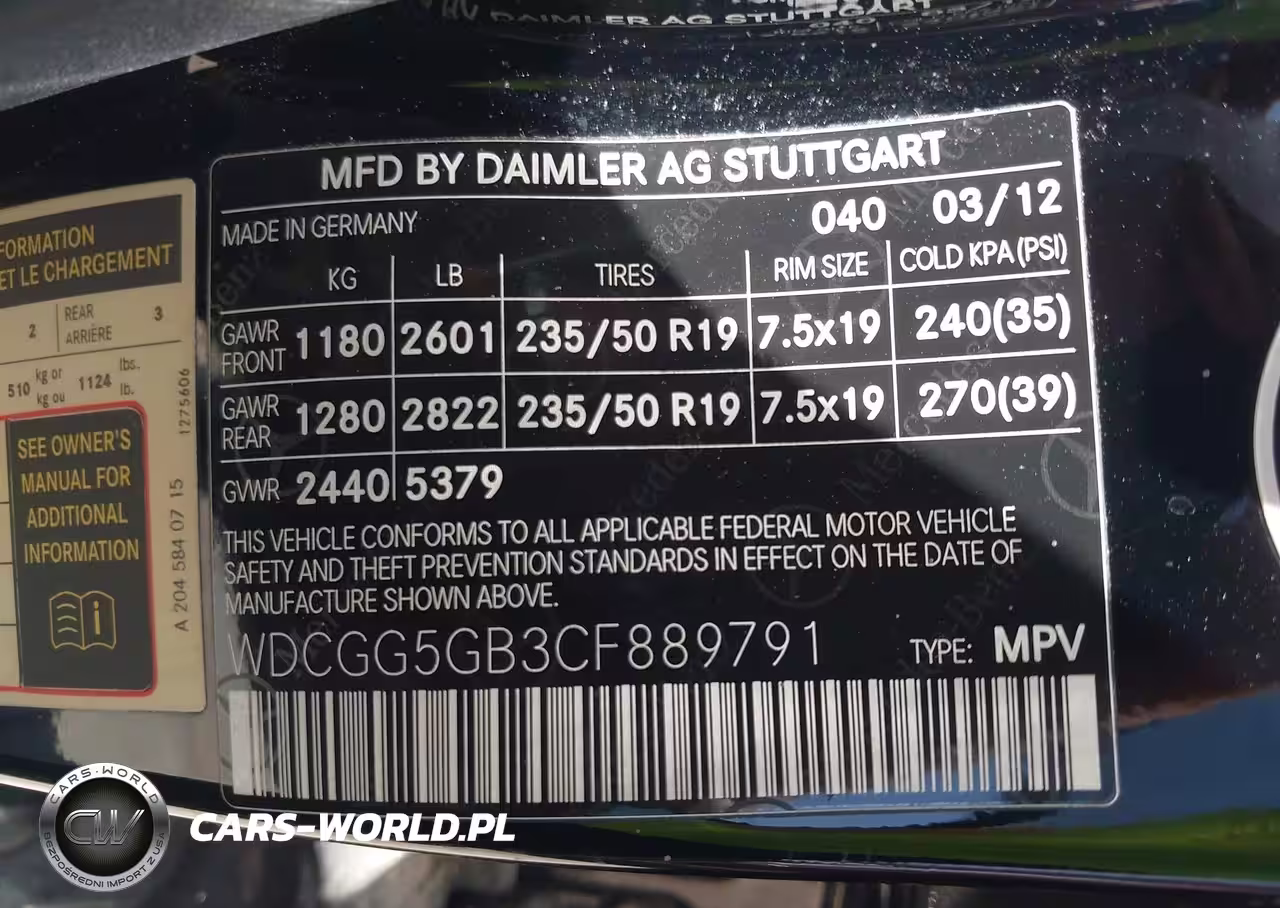 DAIMLER AG STUTTGART
MFD BY DAIMLER AG STUTTGART
MADE IN GERMANY 040 03/12
KG LB TIRES RIM SIZE COLD KPA (PSI)
GAWR FRONT 1180 2601 235/50 R19 7.5x19 240(35)
GAWR REAR 1280 2822 235/50 R19 7.5x19 270(39)
GVWR 2440 5379
THIS VEHICLE CONFORMS TO ALL APPLICABLE FEDERAL MOTOR VEHICLE
SAFETY AND THEFT PREVENTION STANDARDS IN EFFECT ON THE DATE OF
MANUFACTURE SHOWN ABOVE.
WDCGG5GB3CF889791 TYPE: MPV
ET LE CHARGEMENT
2 REAR ARRIÈRE 3
510 kg or kg ou 1124 lbs. lb.
SEE OWNER'S
MANUAL FOR
ADDITIONAL
INFORMATION
1275606
A 204 584 07 15
CARS-WORLD
CW
BEZPOŚREDNI IMPORT Z USA
CARS-WORLD.PL